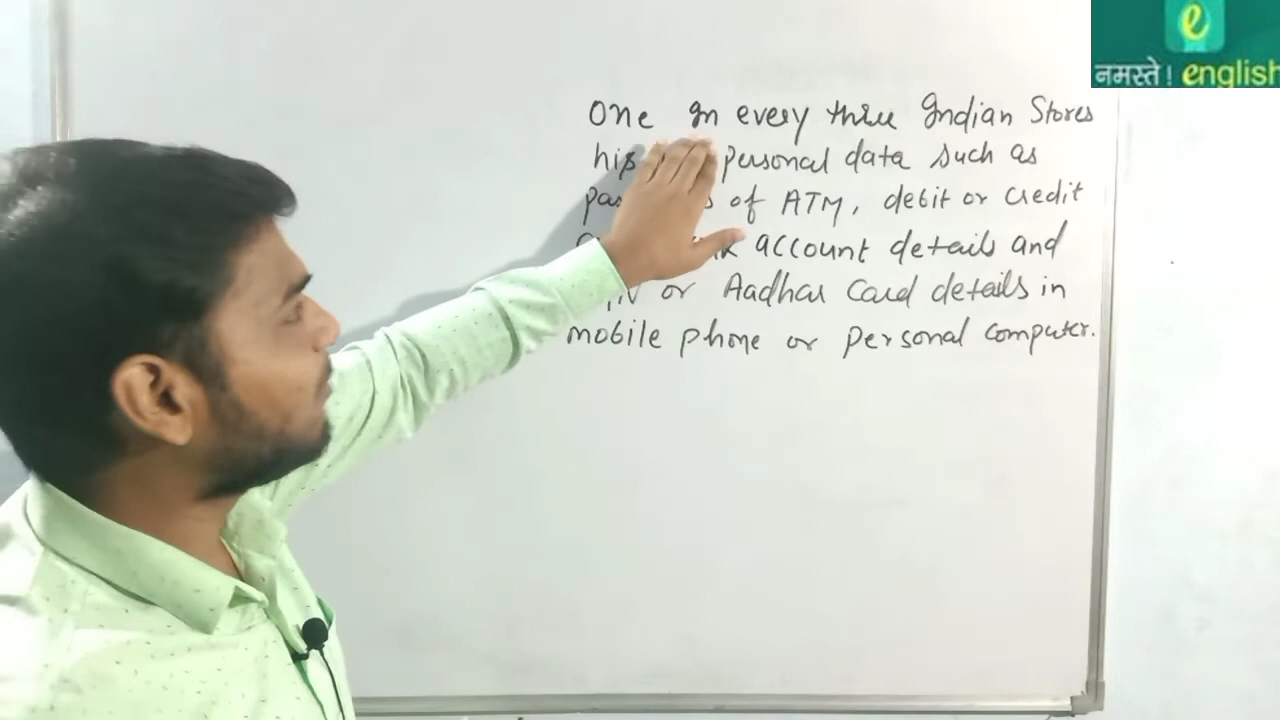 e
नमस्ते! english
One In every three Indian Stores
his personal data such as
of ATM, debit or credit
account details and
or Aadhar Card details in
mobile phone or personal computer.